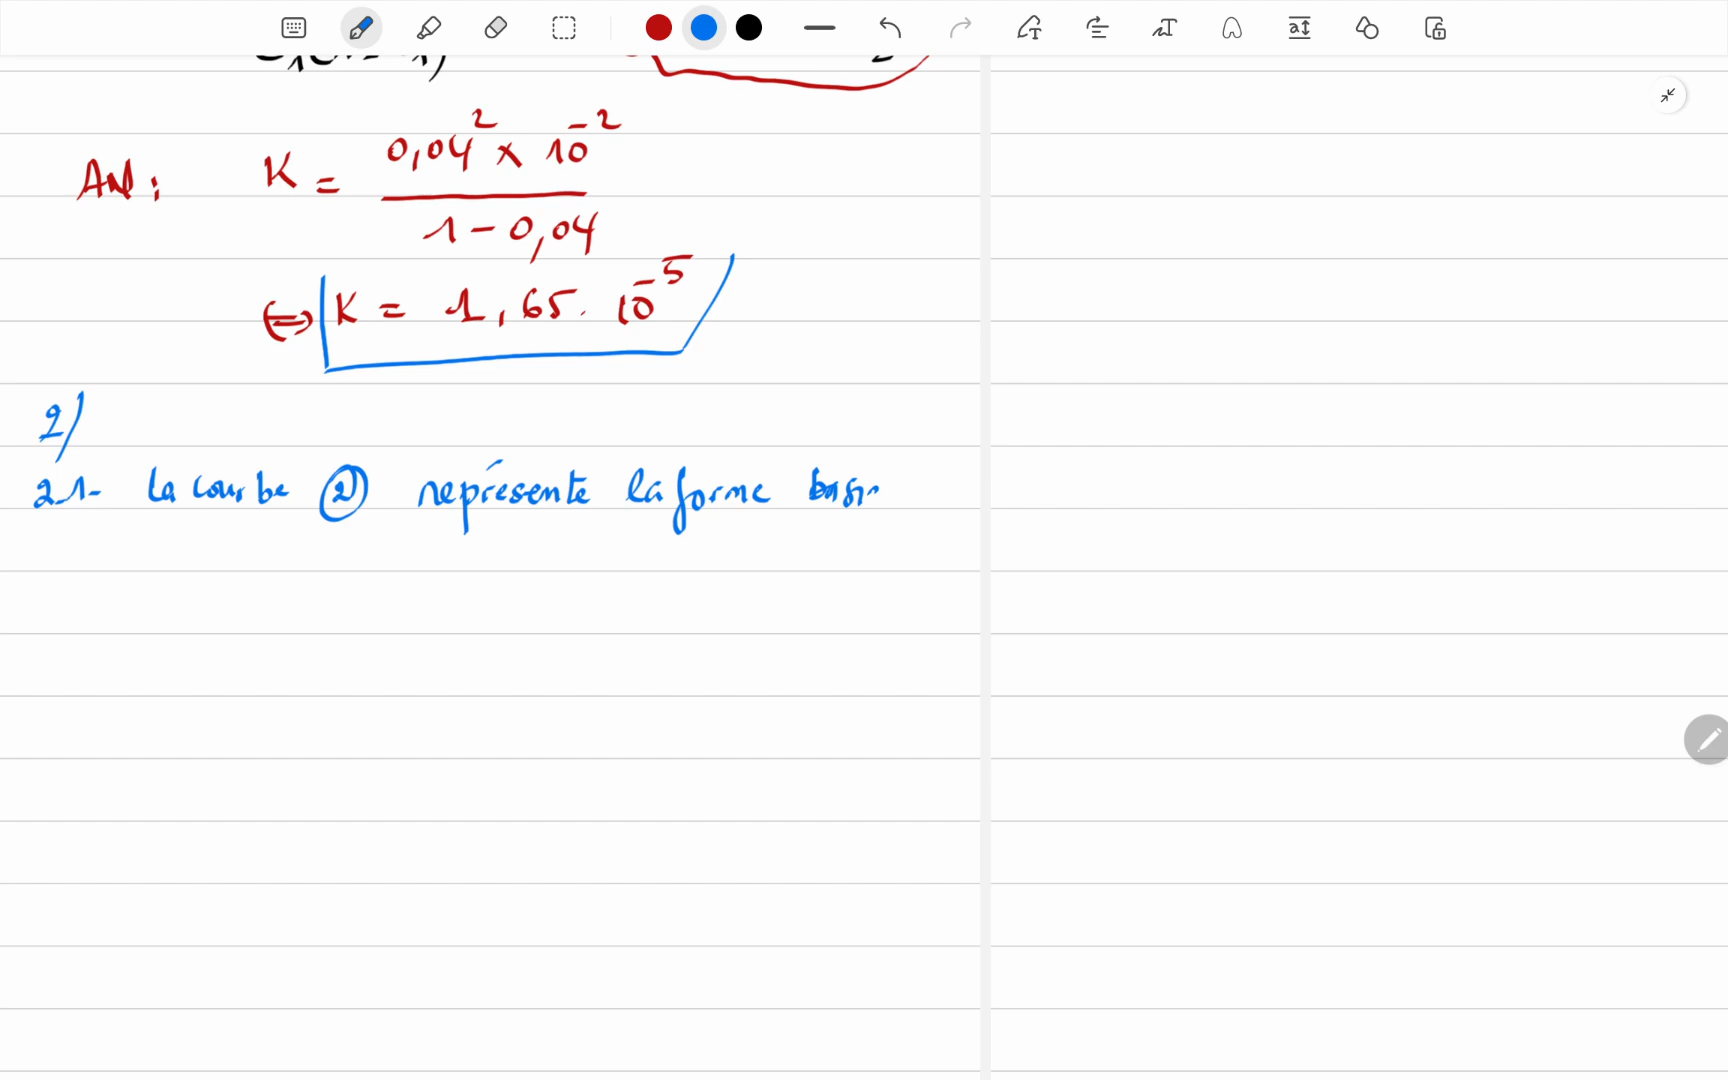 AN : K = 0,04² × 10⁻² / 1 - 0,04
⇔ K = 1,65. 10⁻⁵
2/
2.1- la courbe ② représente la forme basi